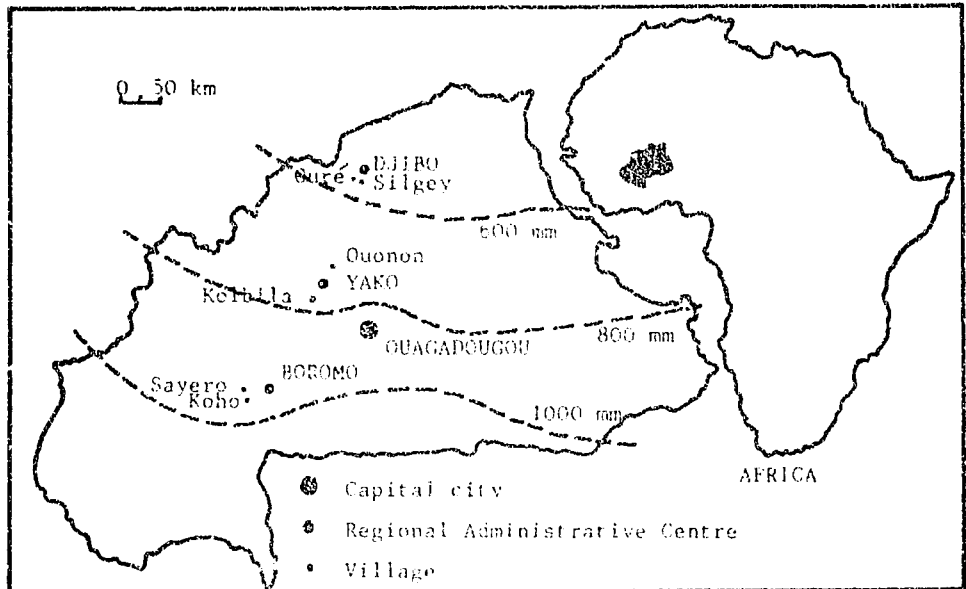 0 50 km
DJIBO
Ouré
Silgey
600 mm
Ouonon
YAKO
Kolbila
800 mm
OUAGADOUGOU
Sayero
BOROMO
Koho
1000 mm
AFRICA
Capital city
Regional Administrative Centre
Village